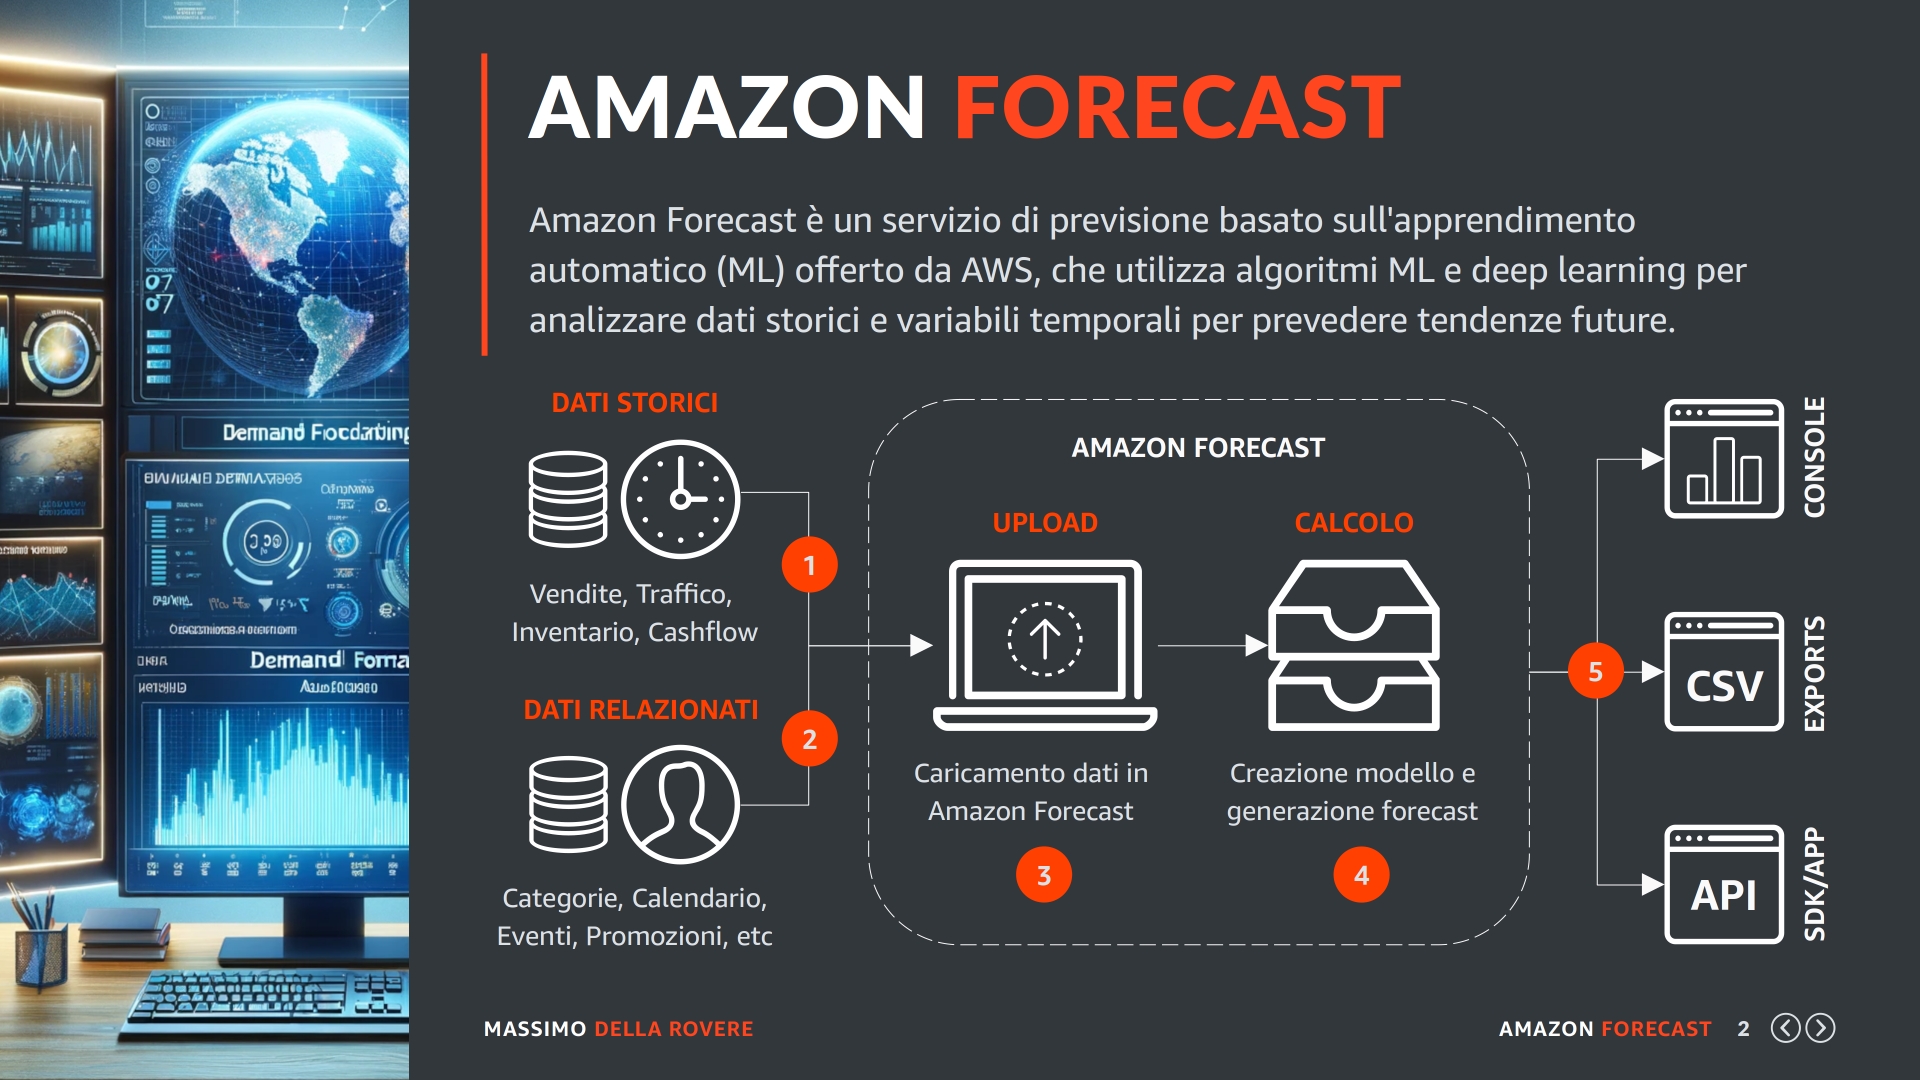 AMAZON FORECAST
Amazon Forecast è un servizio di previsione basato sull'apprendimento
automatico (ML) offerto da AWS, che utilizza algoritmi ML e deep learning per
analizzare dati storici e variabili temporali per prevedere tendenze future.
DATI STORICI
Vendite, Traffico,
Inventario, Cashflow
1
DATI RELAZIONATI
2
Categorie, Calendario,
Eventi, Promozioni, etc
AMAZON FORECAST
UPLOAD
Caricamento dati in
Amazon Forecast
3
CALCOLO
Creazione modello e
generazione forecast
4
5
CONSOLE
CSV
EXPORTS
API
SDK/APP
Demand
07
07
Demand
MASSIMO DELLA ROVERE
AMAZON FORECAST 2